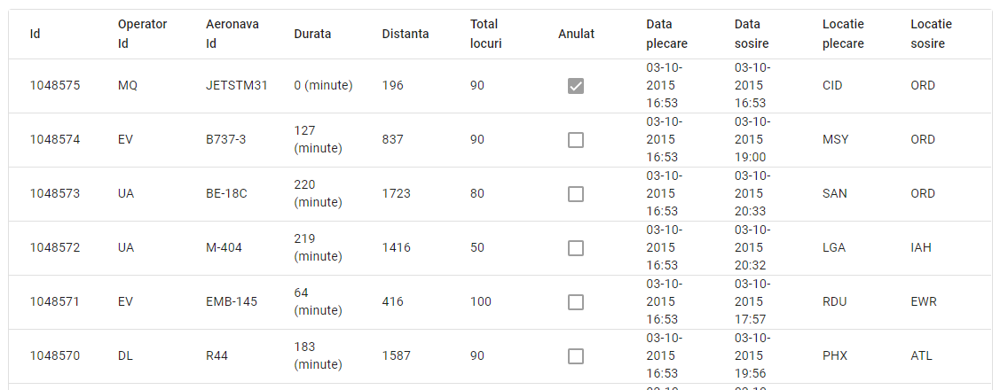 Id Operator Id Aeronava Id Durata Distanta Total locuri Anulat Data plecare Data sosire Locatie plecare Locatie sosire
1048575 MQ JETSTM31 0 (minute) 196 90 03-10-2015 16:53 03-10-2015 16:53 CID ORD
1048574 EV B737-3 127 (minute) 837 90 03-10-2015 16:53 03-10-2015 19:00 MSY ORD
1048573 UA BE-18C 220 (minute) 1723 80 03-10-2015 16:53 03-10-2015 20:33 SAN ORD
1048572 UA M-404 219 (minute) 1416 50 03-10-2015 16:53 03-10-2015 20:32 LGA IAH
1048571 EV EMB-145 64 (minute) 416 100 03-10-2015 16:53 03-10-2015 17:57 RDU EWR
1048570 DL R44 183 (minute) 1587 90 03-10-2015 16:53 03-10-2015 19:56 PHX ATL